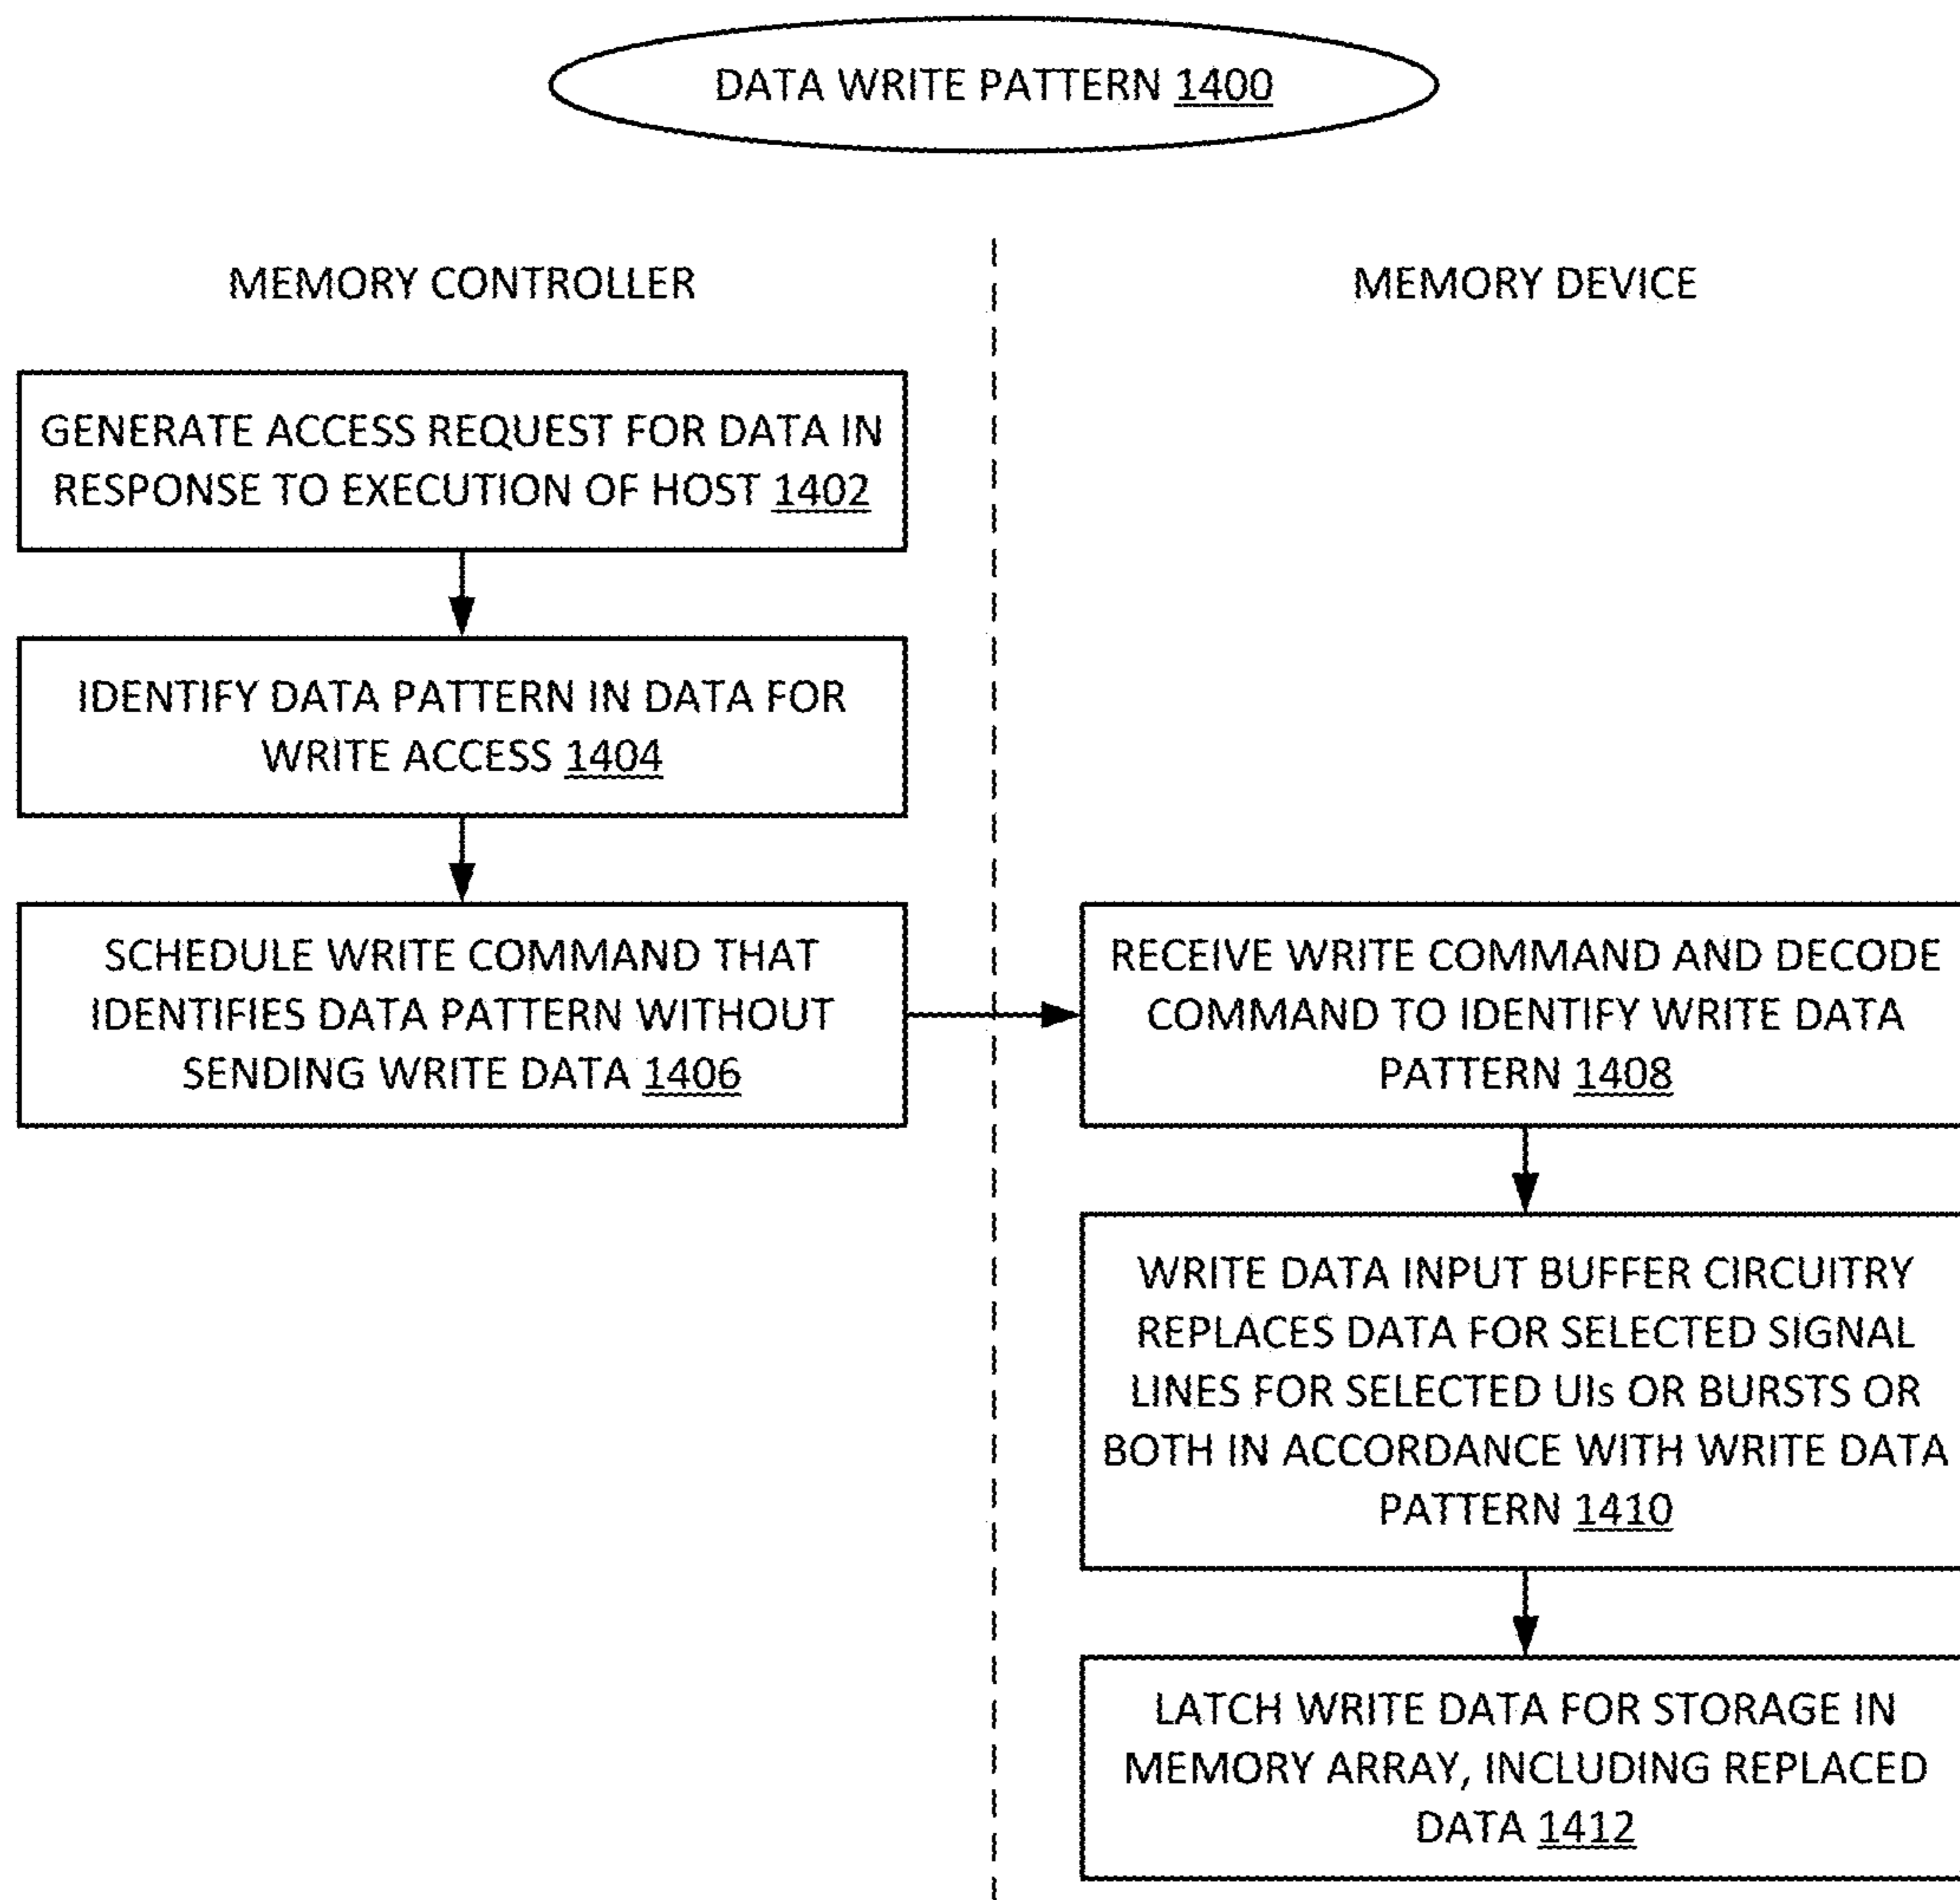 DATA WRITE PATTERN 1400
MEMORY CONTROLLER
MEMORY DEVICE
GENERATE ACCESS REQUEST FOR DATA IN
RESPONSE TO EXECUTION OF HOST 1402
IDENTIFY DATA PATTERN IN DATA FOR
WRITE ACCESS 1404
SCHEDULE WRITE COMMAND THAT
IDENTIFIES DATA PATTERN WITHOUT
SENDING WRITE DATA 1406
RECEIVE WRITE COMMAND AND DECODE
COMMAND TO IDENTIFY WRITE DATA
PATTERN 1408
WRITE DATA INPUT BUFFER CIRCUITRY
REPLACES DATA FOR SELECTED SIGNAL
LINES FOR SELECTED UIs OR BURSTS OR
BOTH IN ACCORDANCE WITH WRITE DATA
PATTERN 1410
LATCH WRITE DATA FOR STORAGE IN
MEMORY ARRAY, INCLUDING REPLACED
DATA 1412